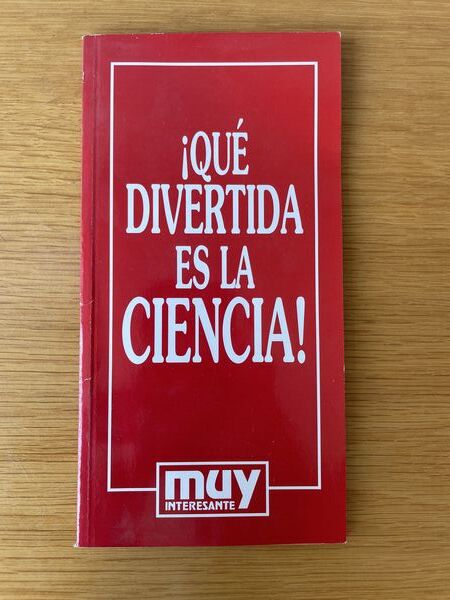 ¡QUÉ
DIVERTIDA
ES LA
CIENCIA!
muy
INTERESANTE